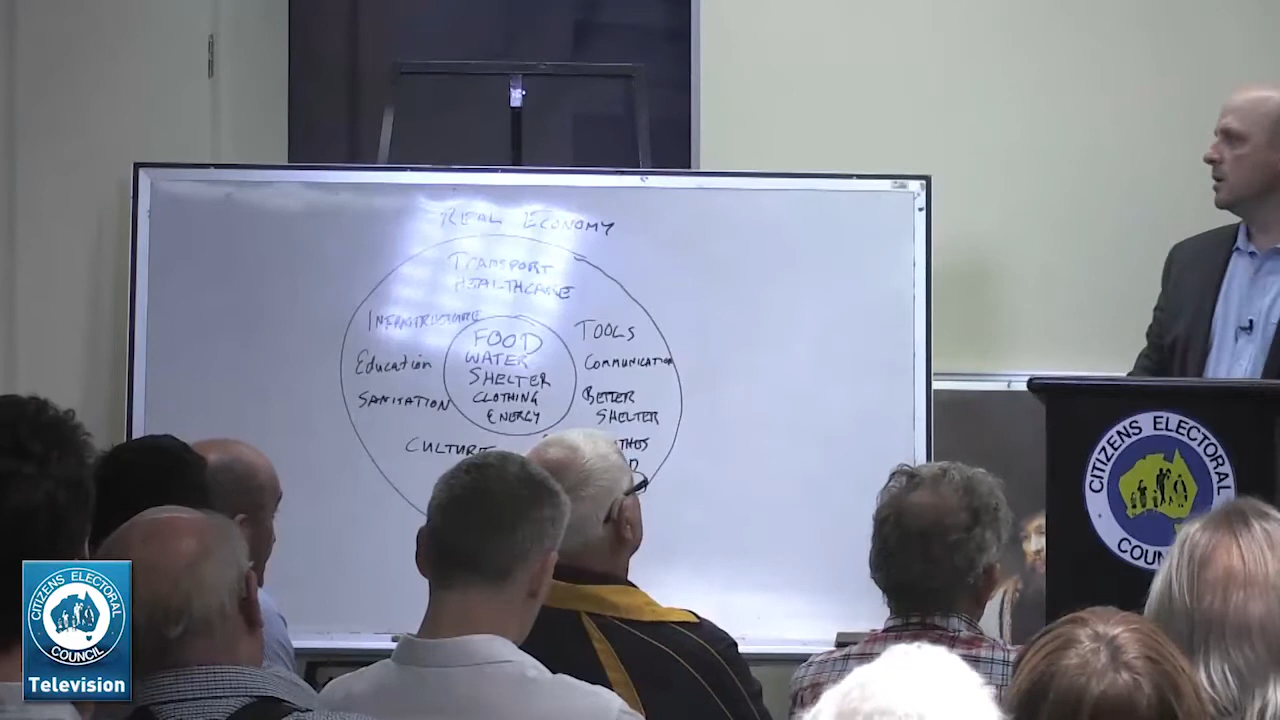 REAL ECONOMY
TRANSPORT
HEALTHCARE
INFRASTRUCTURE
Education
SANITATION
CULTURE
FOOD
WATER
SHELTER
CLOTHING
ENERGY
TOOLS
COMMUNICATION
BETTER
SHELTER
CITIZENS ELECTORAL
COUNCIL
Television
CITIZENS ELECTORAL
COU